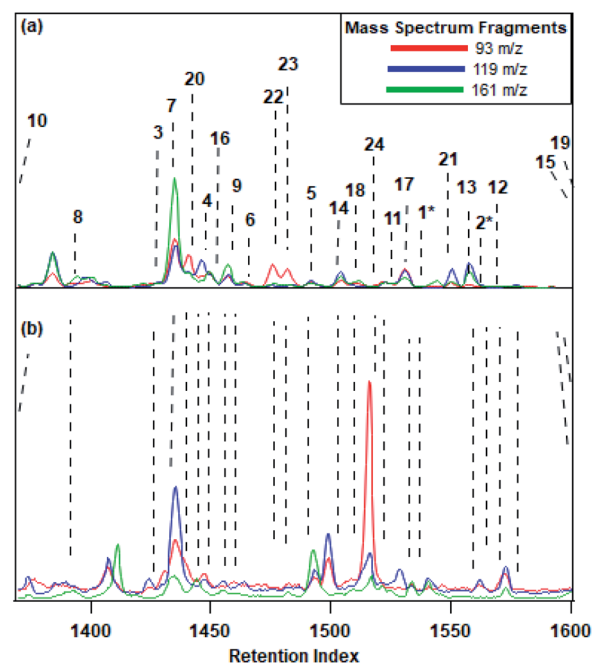 (a)
Mass Spectrum Fragments
93 m/z
119 m/z
161 m/z
10 8 3 7 20 4 16 9 6 22 23 5 14 18 24 11 17 1* 21 13 2* 12 15 19
(b)
1400 1450 1500 1550 1600
Retention Index